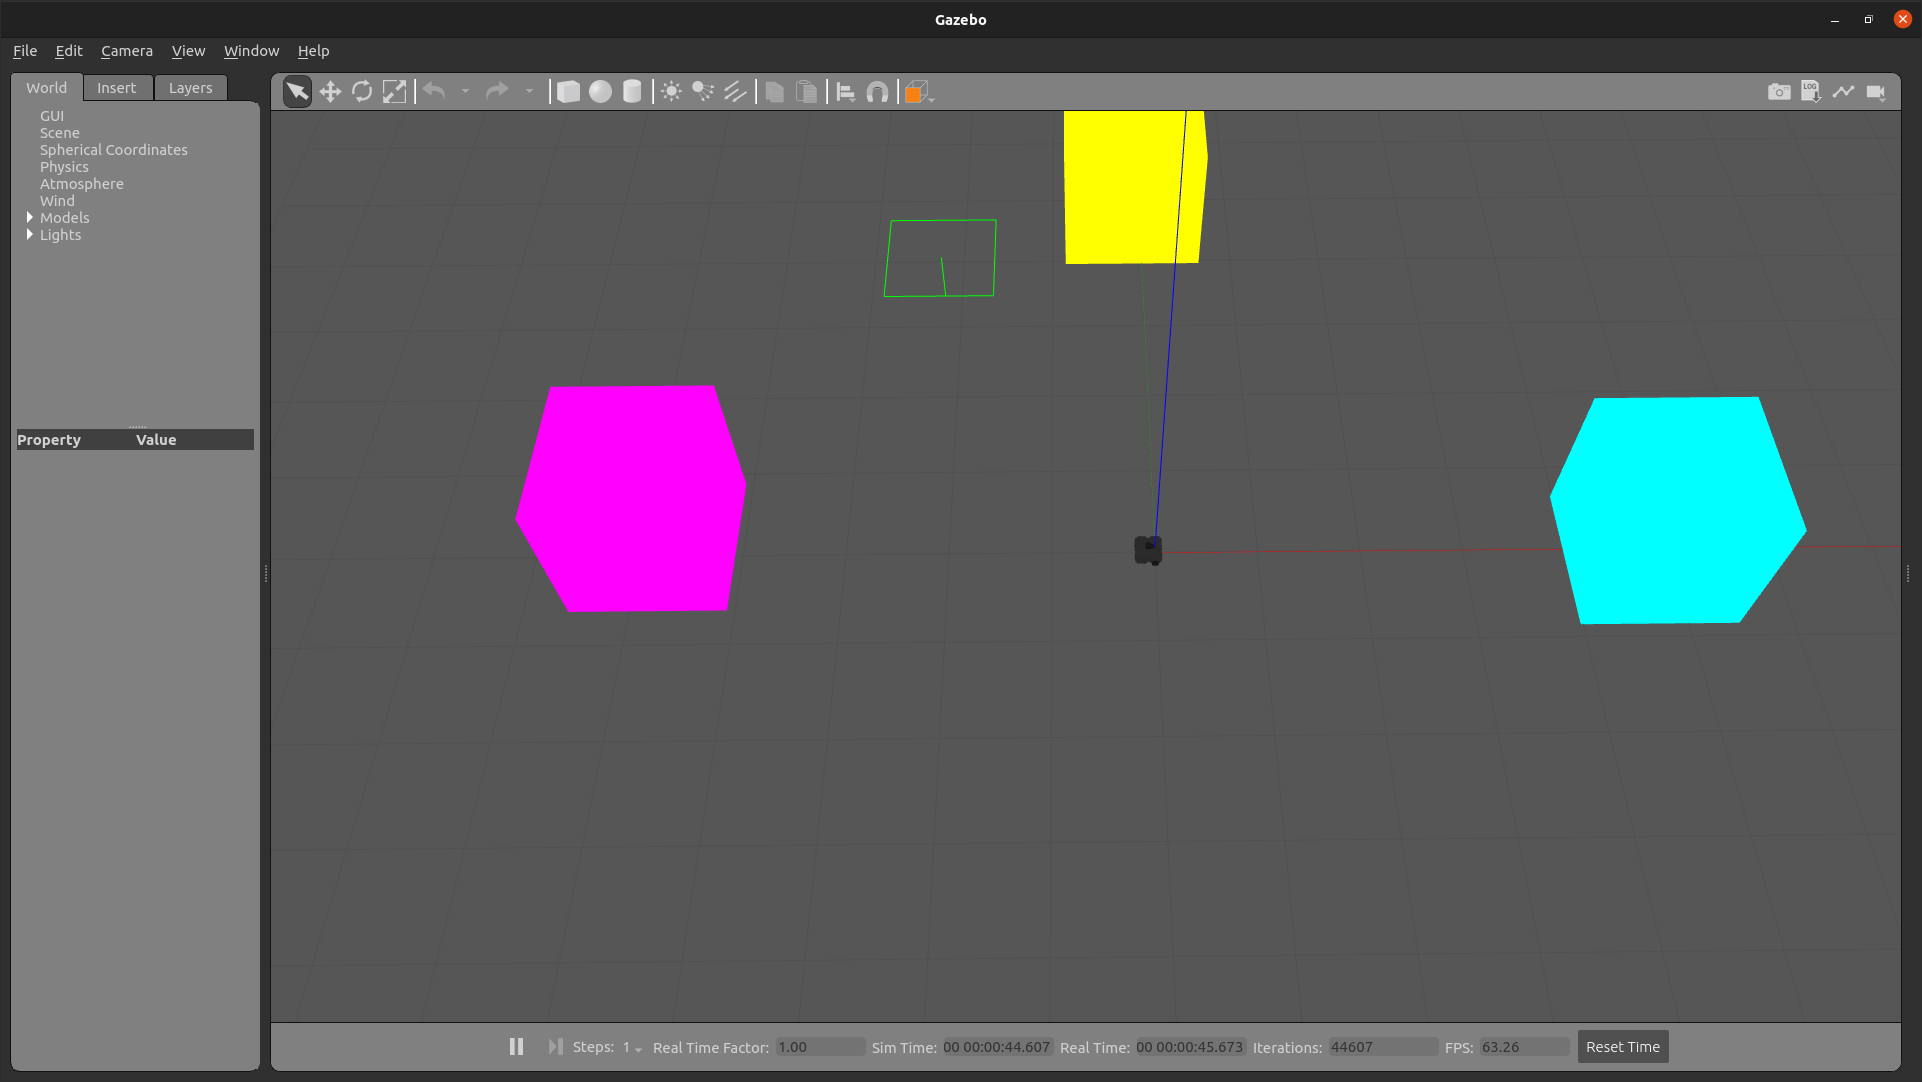 Gazebo
File Edit Camera View Window Help
World Insert Layers
LOG
GUI
Scene
Spherical Coordinates
Physics
Atmosphere
Wind
Models
Lights
Property Value
Steps: 1 Real Time Factor: 1.00 Sim Time: 00 00:00:44.607 Real Time: 00 00:00:45.673 Iterations: 44607 FPS: 63.26 Reset Time